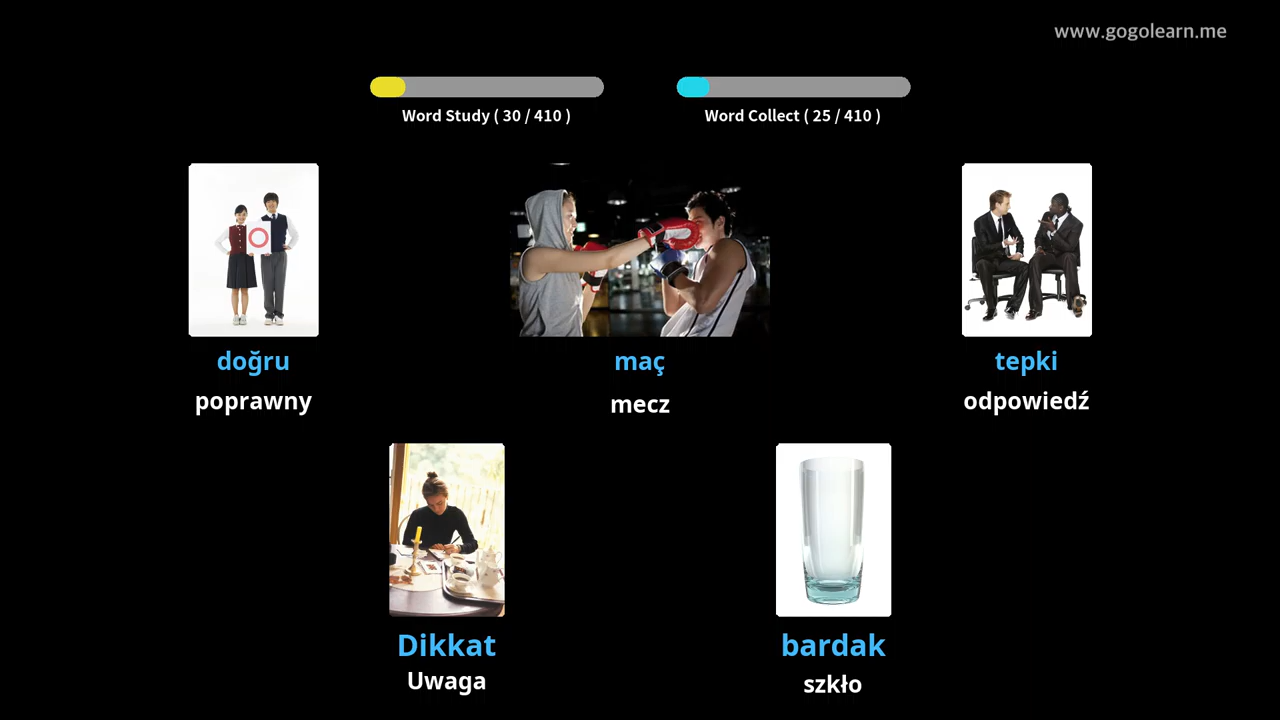 www.gogolearn.me
Word Study ( 30 / 410 )
Word Collect ( 25 / 410 )
doğru
maç
tepki
poprawny
mecz
odpowiedź
Dikkat
bardak
Uwaga
szkło